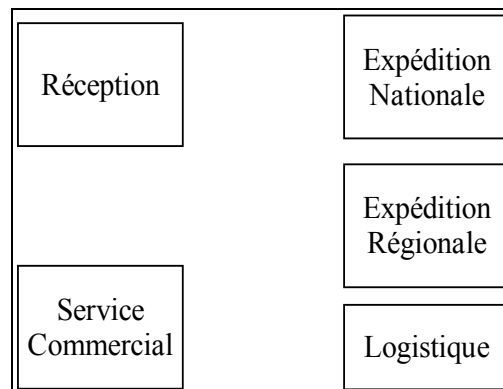 Réception
Expédition
Nationale
Expédition
Régionale
Service
Commercial
Logistique